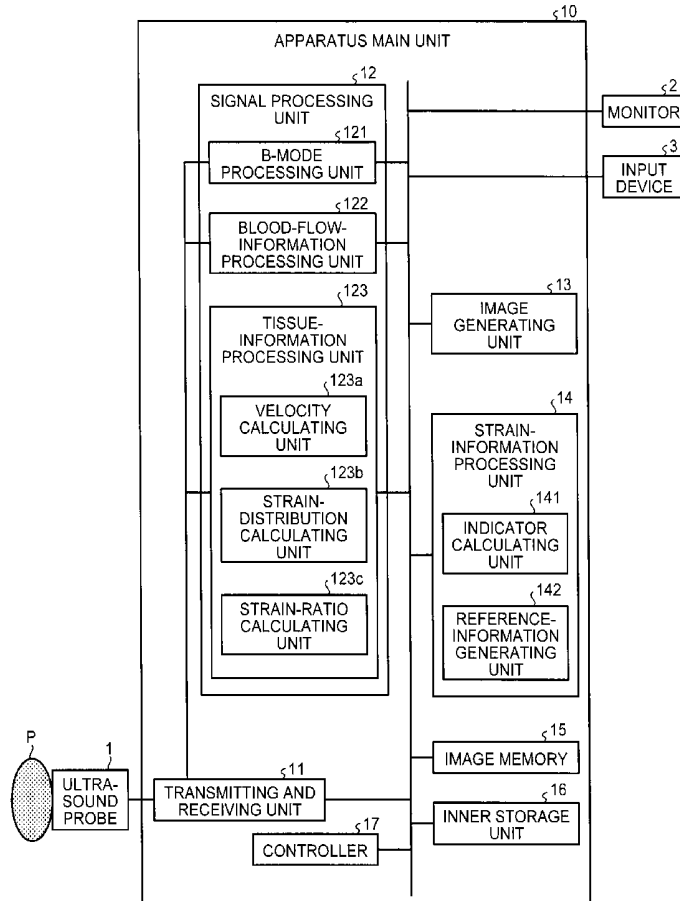 10
APPARATUS MAIN UNIT
12
SIGNAL PROCESSING
UNIT
121
B-MODE
PROCESSING UNIT
122
BLOOD-FLOW-
INFORMATION
PROCESSING UNIT
123
TISSUE-
INFORMATION
PROCESSING UNIT
123a
VELOCITY
CALCULATING
UNIT
123b
STRAIN-
DISTRIBUTION
CALCULATING
UNIT
123c
STRAIN-RATIO
CALCULATING
UNIT
2
MONITOR
3
INPUT
DEVICE
13
IMAGE
GENERATING
UNIT
14
STRAIN-
INFORMATION
PROCESSING
UNIT
141
INDICATOR
CALCULATING
UNIT
142
REFERENCE-
INFORMATION
GENERATING
UNIT
15
IMAGE MEMORY
16
INNER STORAGE
UNIT
P
1
ULTRA-
SOUND
PROBE
11
TRANSMITTING AND
RECEIVING UNIT
17
CONTROLLER